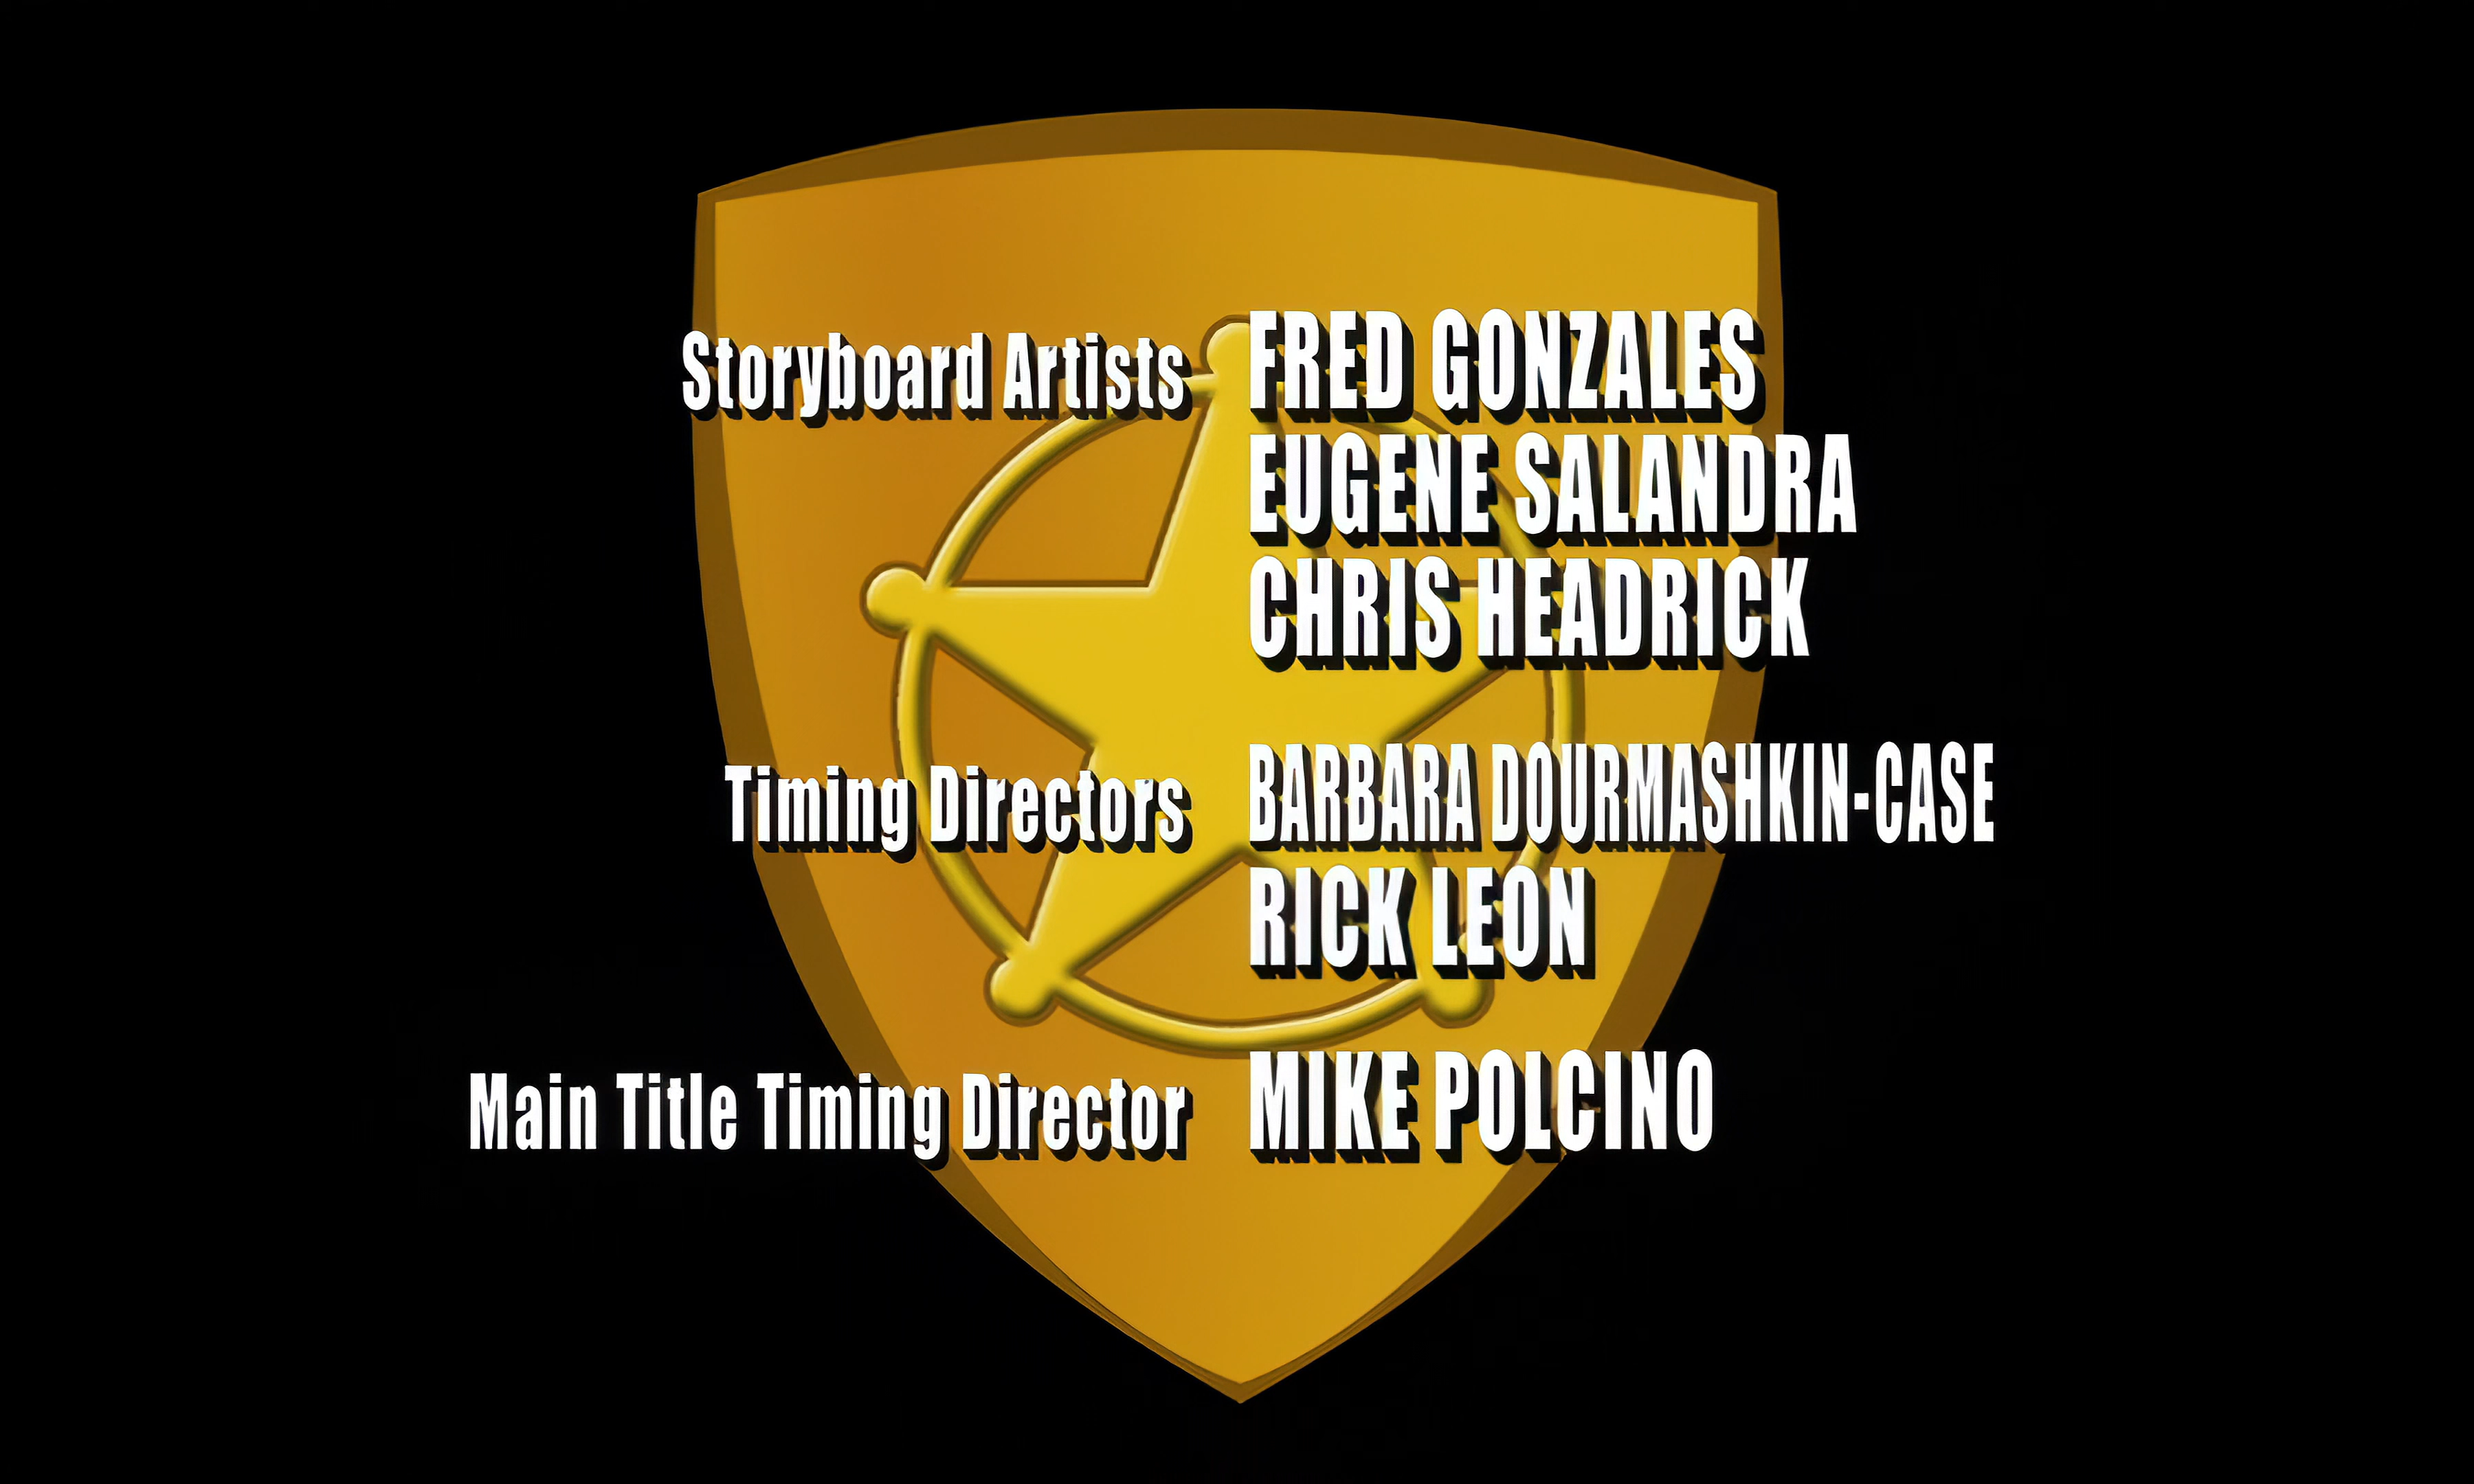 Storyboard Artists FRED GONZALES
EUGENE SALANDRA
CHRIS HEADRICK
Timing Directors BARBARA DOURMASHKIN-CASE
RICK LEON
Main Title Timing Director MIKE POLCINO